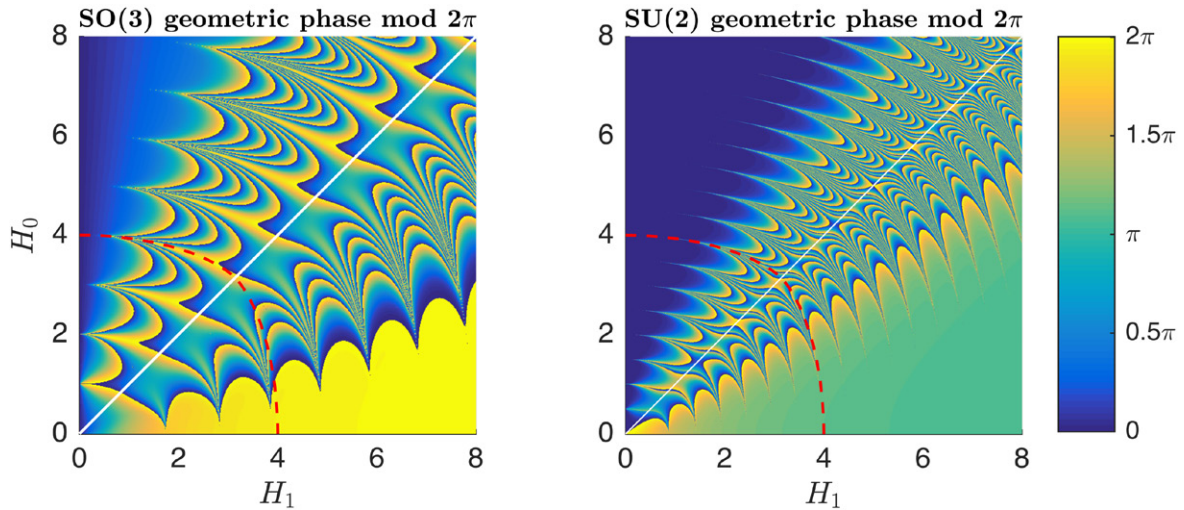 SO(3) geometric phase mod 2π
SU(2) geometric phase mod 2π
8
6
4
2
0
H₀
0
2
4
6
8
H₁
8
6
4
2
0
0
2
4
6
8
H₁
2π
1.5π
π
0.5π
0